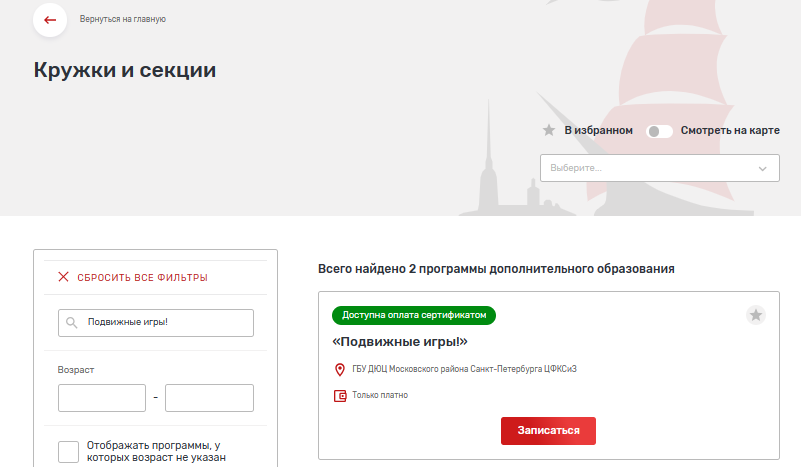 Вернуться на главную
Кружки и секции
В избранном
Смотреть на карте
Выберите...
СБРОСИТЬ ВСЕ ФИЛЬТРЫ
Подвижные игры!
Возраст
-
Отображать программы, у
которых возраст не указан
Всего найдено 2 программы дополнительного образования
Доступна оплата сертификатом
«Подвижные игры!»
ГБУ ДЮЦ Московского района Санкт-Петербурга ЦФКСиЗ
Только платно
Записаться